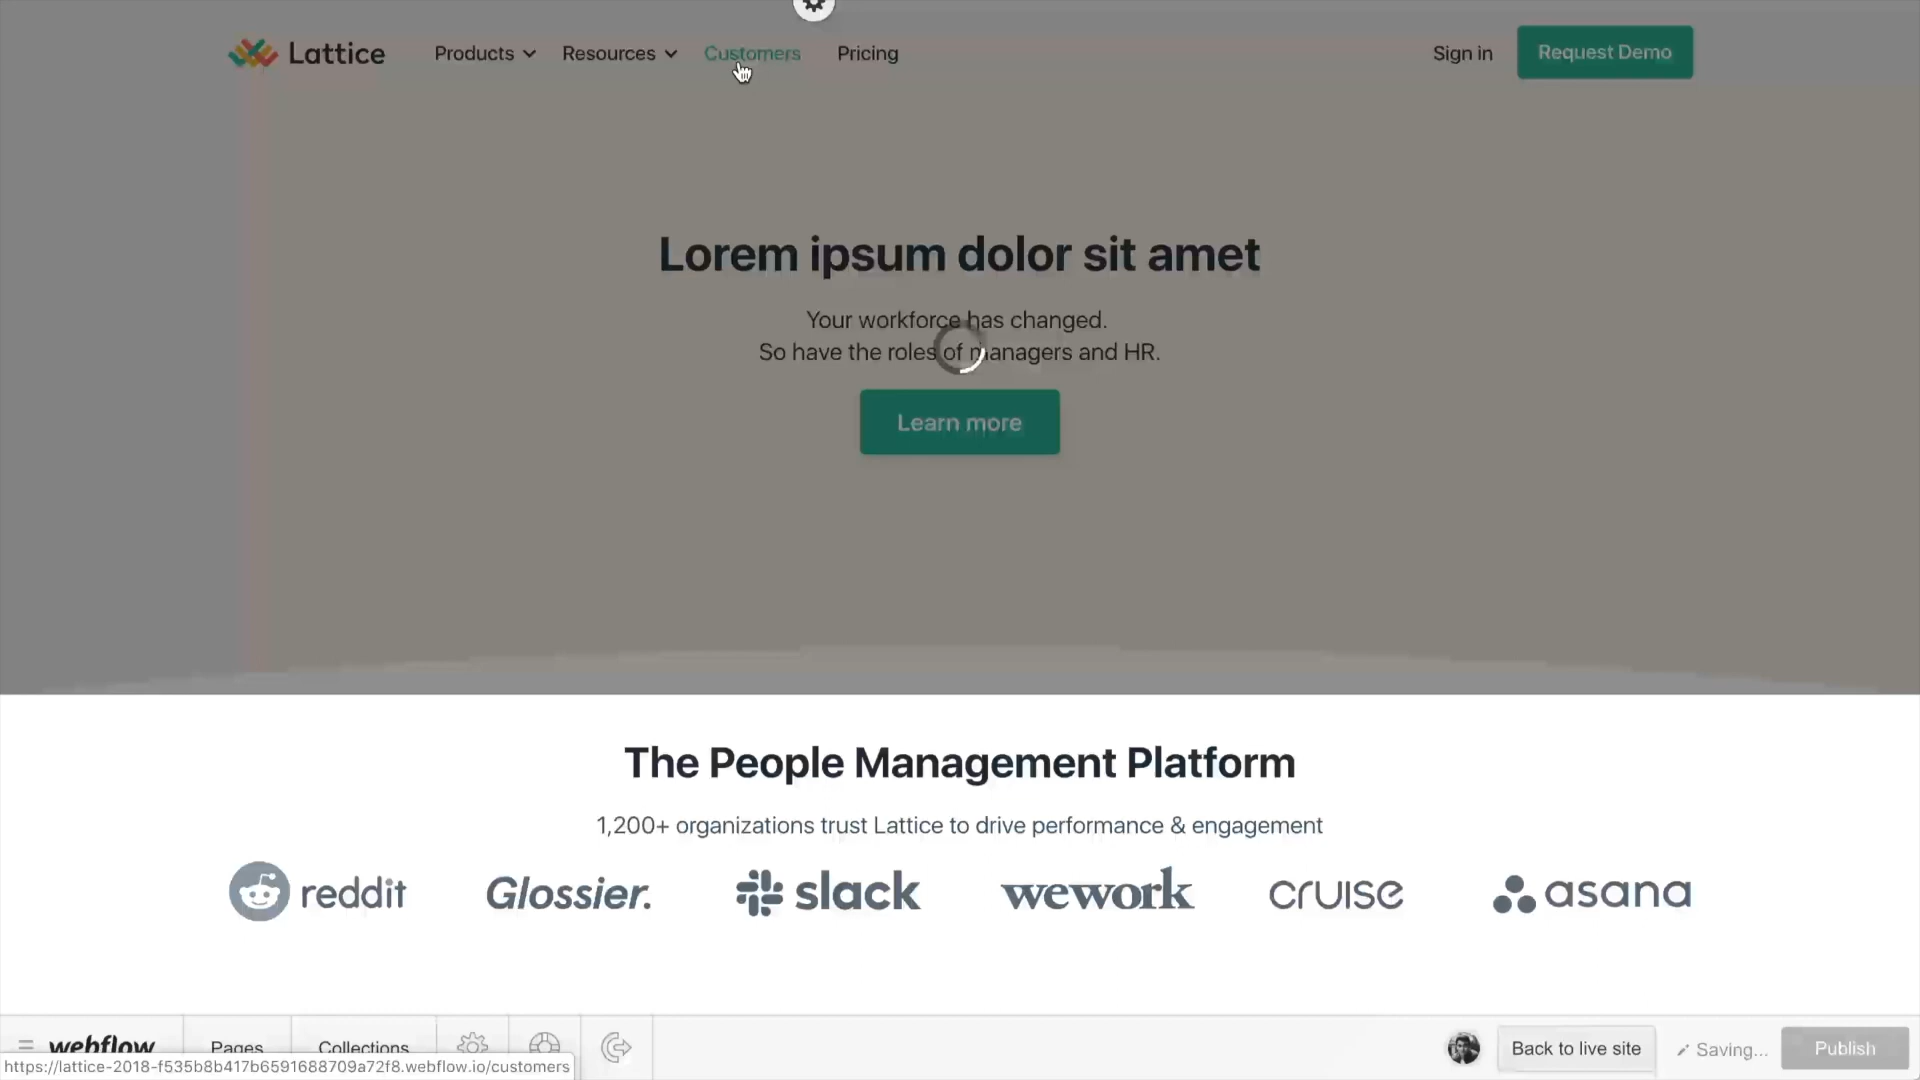 Lattice
Products
Resources
Customers
Pricing
Sign in
Request Demo
Lorem ipsum dolor sit amet
Your workforce has changed.
So have the roles of managers and HR.
Learn more
The People Management Platform
1,200+ organizations trust Lattice to drive performance & engagement
reddit
Glossier.
slack
wework
cruise
asana
webflow
Pages
Collections
Back to live site
Saving...
Publish
https://lattice-2018-f535b8b417b6591688709a72f8.webflow.io/customers